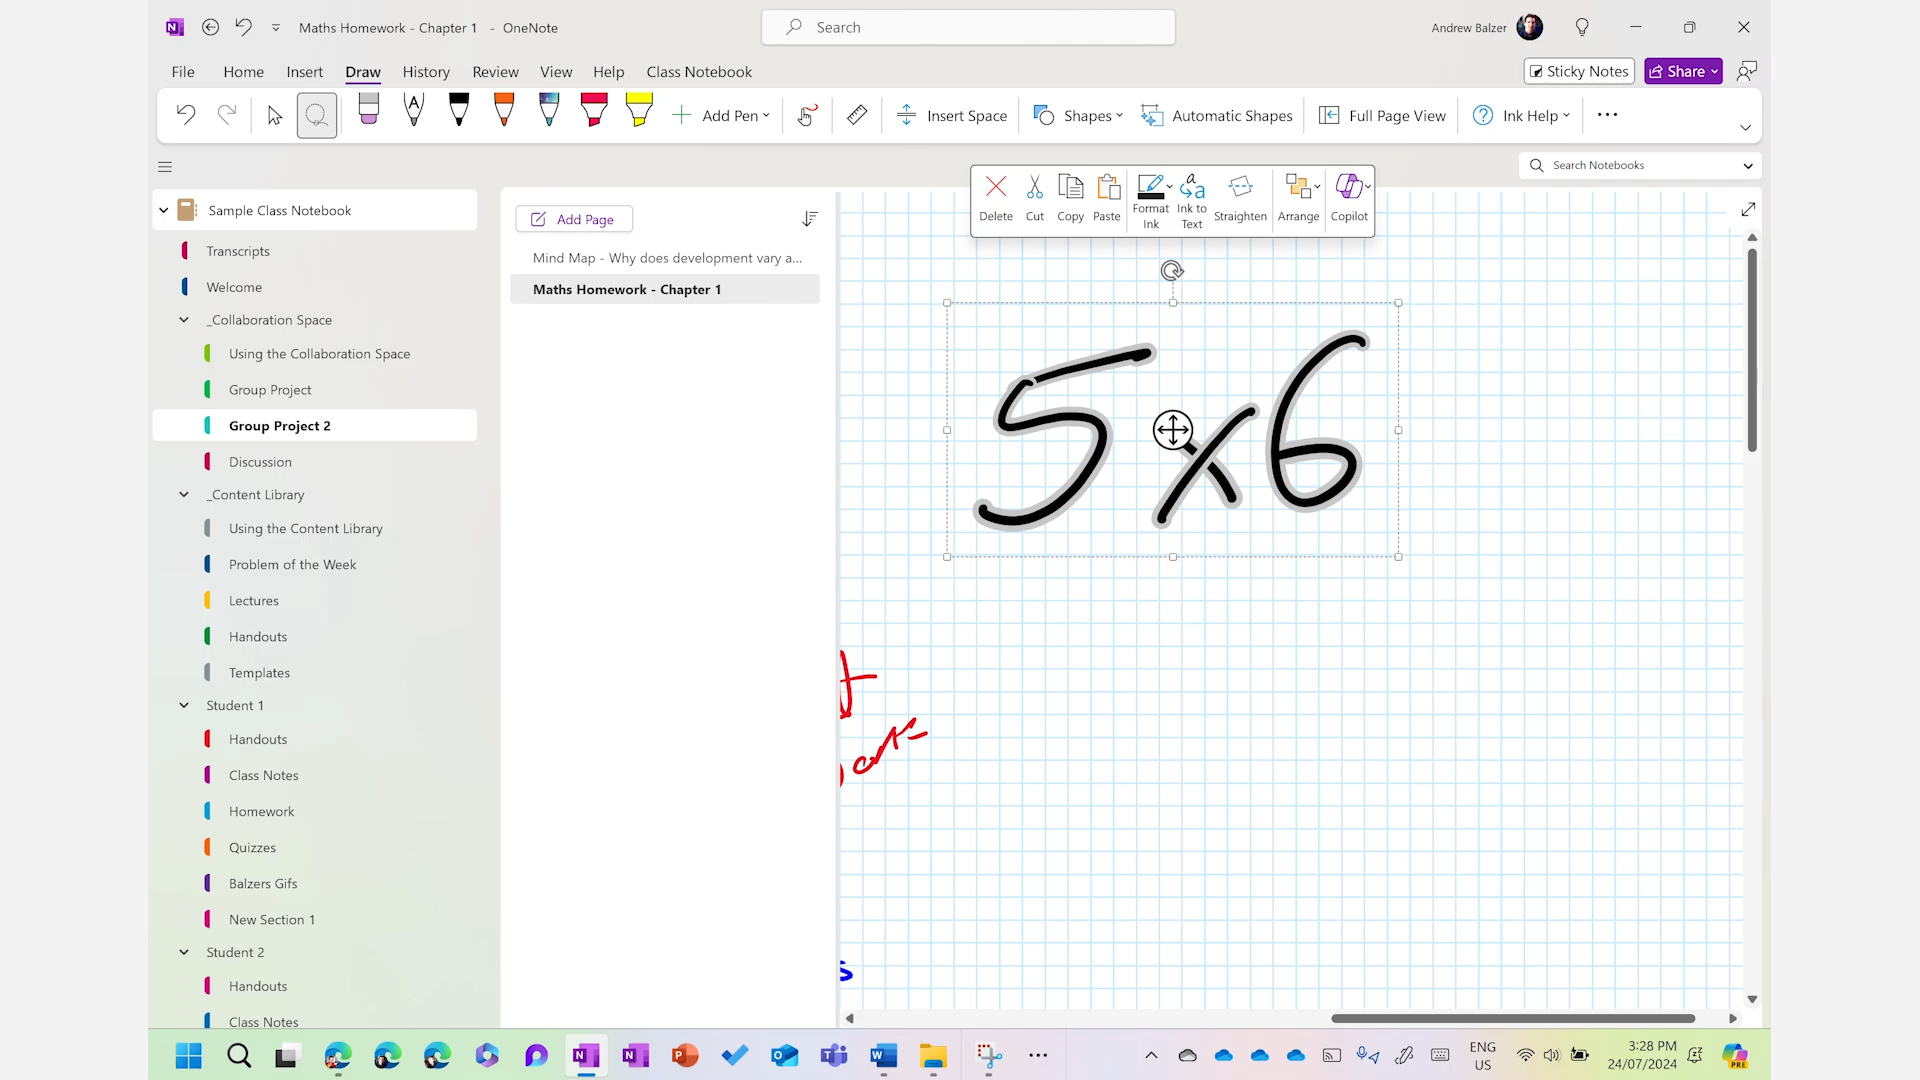 Maths Homework - Chapter 1 - OneNote
Search
Andrew Balzer
File Home Insert Draw History Review View Help Class Notebook
Sticky Notes
Share
A
Add Pen
Insert Space
Shapes
Automatic Shapes
Full Page View
Ink Help
Search Notebooks
Delete Cut Copy Paste Format Ink Ink to Text Straighten Arrange Copilot
Sample Class Notebook
Transcripts
Welcome
_Collaboration Space
Using the Collaboration Space
Group Project
Group Project 2
Discussion
_Content Library
Using the Content Library
Problem of the Week
Lectures
Handouts
Templates
Student 1
Handouts
Class Notes
Homework
Quizzes
Balzers Gifs
New Section 1
Student 2
Handouts
Class Notes
Add Page
Mind Map - Why does development vary a...
Maths Homework - Chapter 1
5x6
t
s
ENG
US
3:28 PM
24/07/2024
PRE